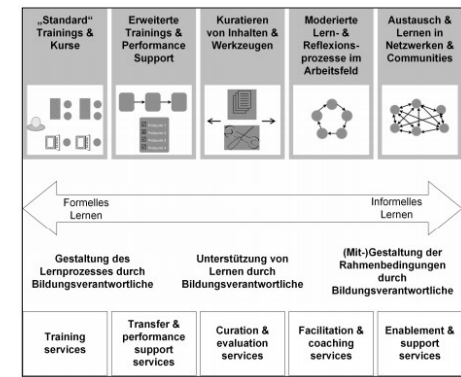 „Standard“
Trainings &
Kurse
Erweiterte
Trainings &
Performance
Support
Kuratieren
von Inhalten &
Werkzeugen
Moderierte
Lern- &
Reflexions-
prozesse im
Arbeitsfeld
Austausch &
Lernen in
Netzwerken &
Communities
Formelles
Lernen
Informelles
Lernen
Gestaltung des
Lernprozesses durch
Bildungsverantwortliche
Unterstützung von
Lernen durch
Bildungsverantwortliche
(Mit-)Gestaltung der
Rahmenbedingungen
durch
Bildungsverantwortliche
Training
services
Transfer &
performance
support
services
Curation &
evaluation
services
Facilitation &
coaching
services
Enablement &
support
services